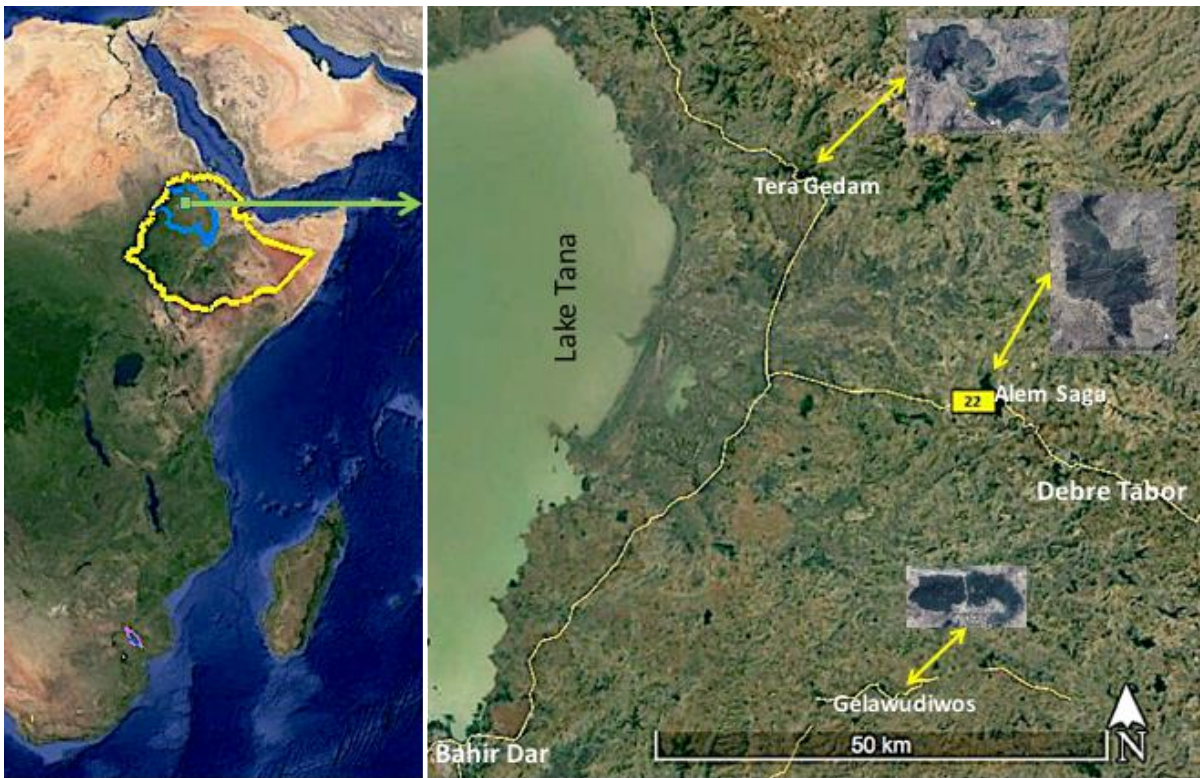 Tera Gedam
Lake Tana
22
Alem Saga
Debre Tabor
Gelawudiwos
Bahir Dar
50 km
N